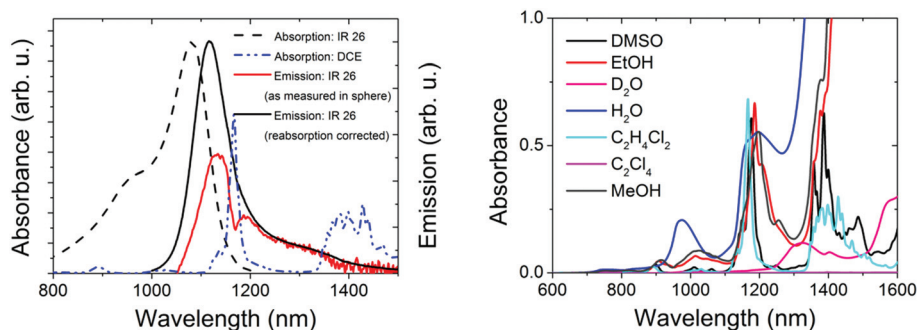 Absorption (arb. u.)
Absorption: IR 26
Absorption: DCE
Emission: IR 26
(as measured in sphere)
Emission: IR 26
(reabsorption corrected)
Emission (arb. u.)
800 1000 1200 1400
Wavelength (nm)
Absorbance
1.0
0.5
0.0
DMSO
EtOH
D₂O
H₂O
C₂H₄Cl₂
C₂Cl₄
MeOH
600 800 1000 1200 1400 1600
Wavelength (nm)